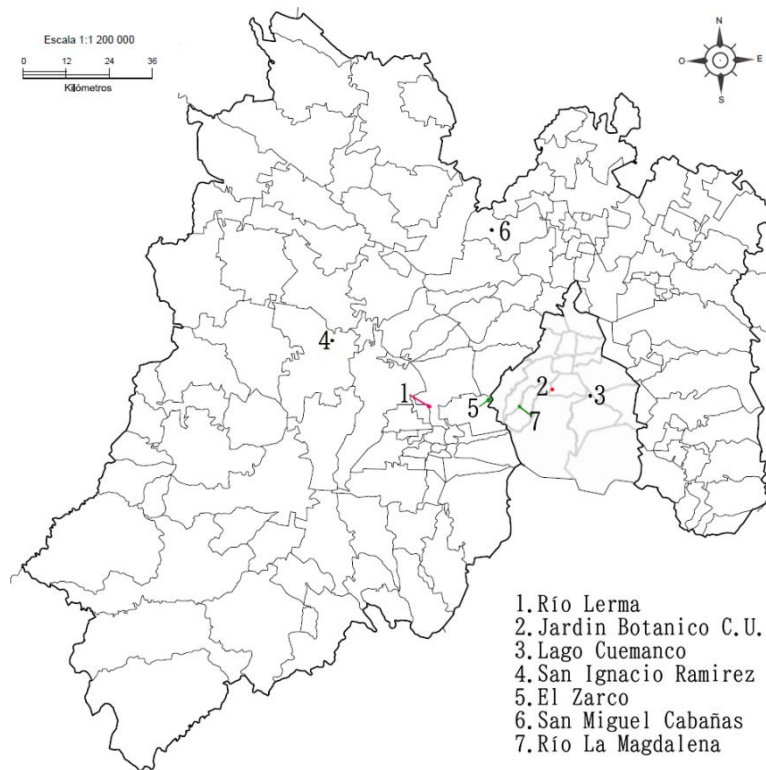 Escala 1:1 200 000
0 12 24 36
Kilómetros
N
O E
S
6
4
1
2
5
3
7
1.Río Lerma
2.Jardin Botanico C.U.
3.Lago Cuemanco
4.San Ignacio Ramirez
5.El Zarco
6.San Miguel Cabañas
7.Río La Magdalena